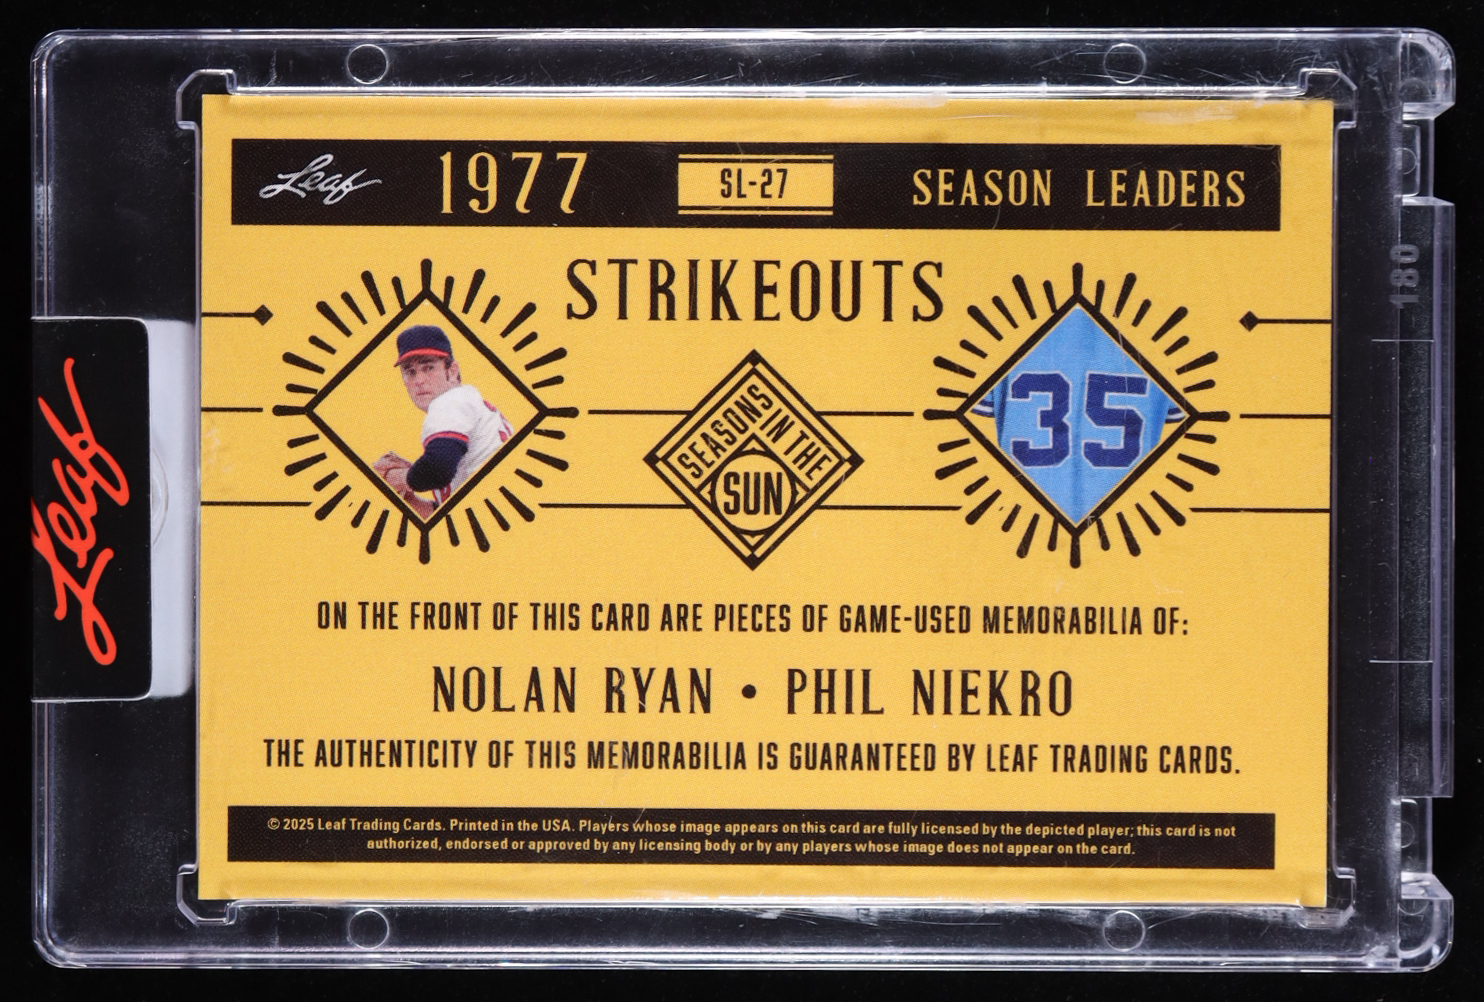 Leaf
1977
SL-27
SEASON LEADERS
STRIKEOUTS
SEASONS IN THE
SUN
35
ON THE FRONT OF THIS CARD ARE PIECES OF GAME-USED MEMORABILIA OF:
NOLAN RYAN • PHIL NIEKRO
THE AUTHENTICITY OF THIS MEMORABILIA IS GUARANTEED BY LEAF TRADING CARDS.
© 2025 Leaf Trading Cards. Printed in the USA. Players whose image appears on this card are fully licensed by the depicted player; this card is not
authorized, endorsed or approved by any licensing body or by any players whose image does not appear on the card.
Leaf
180